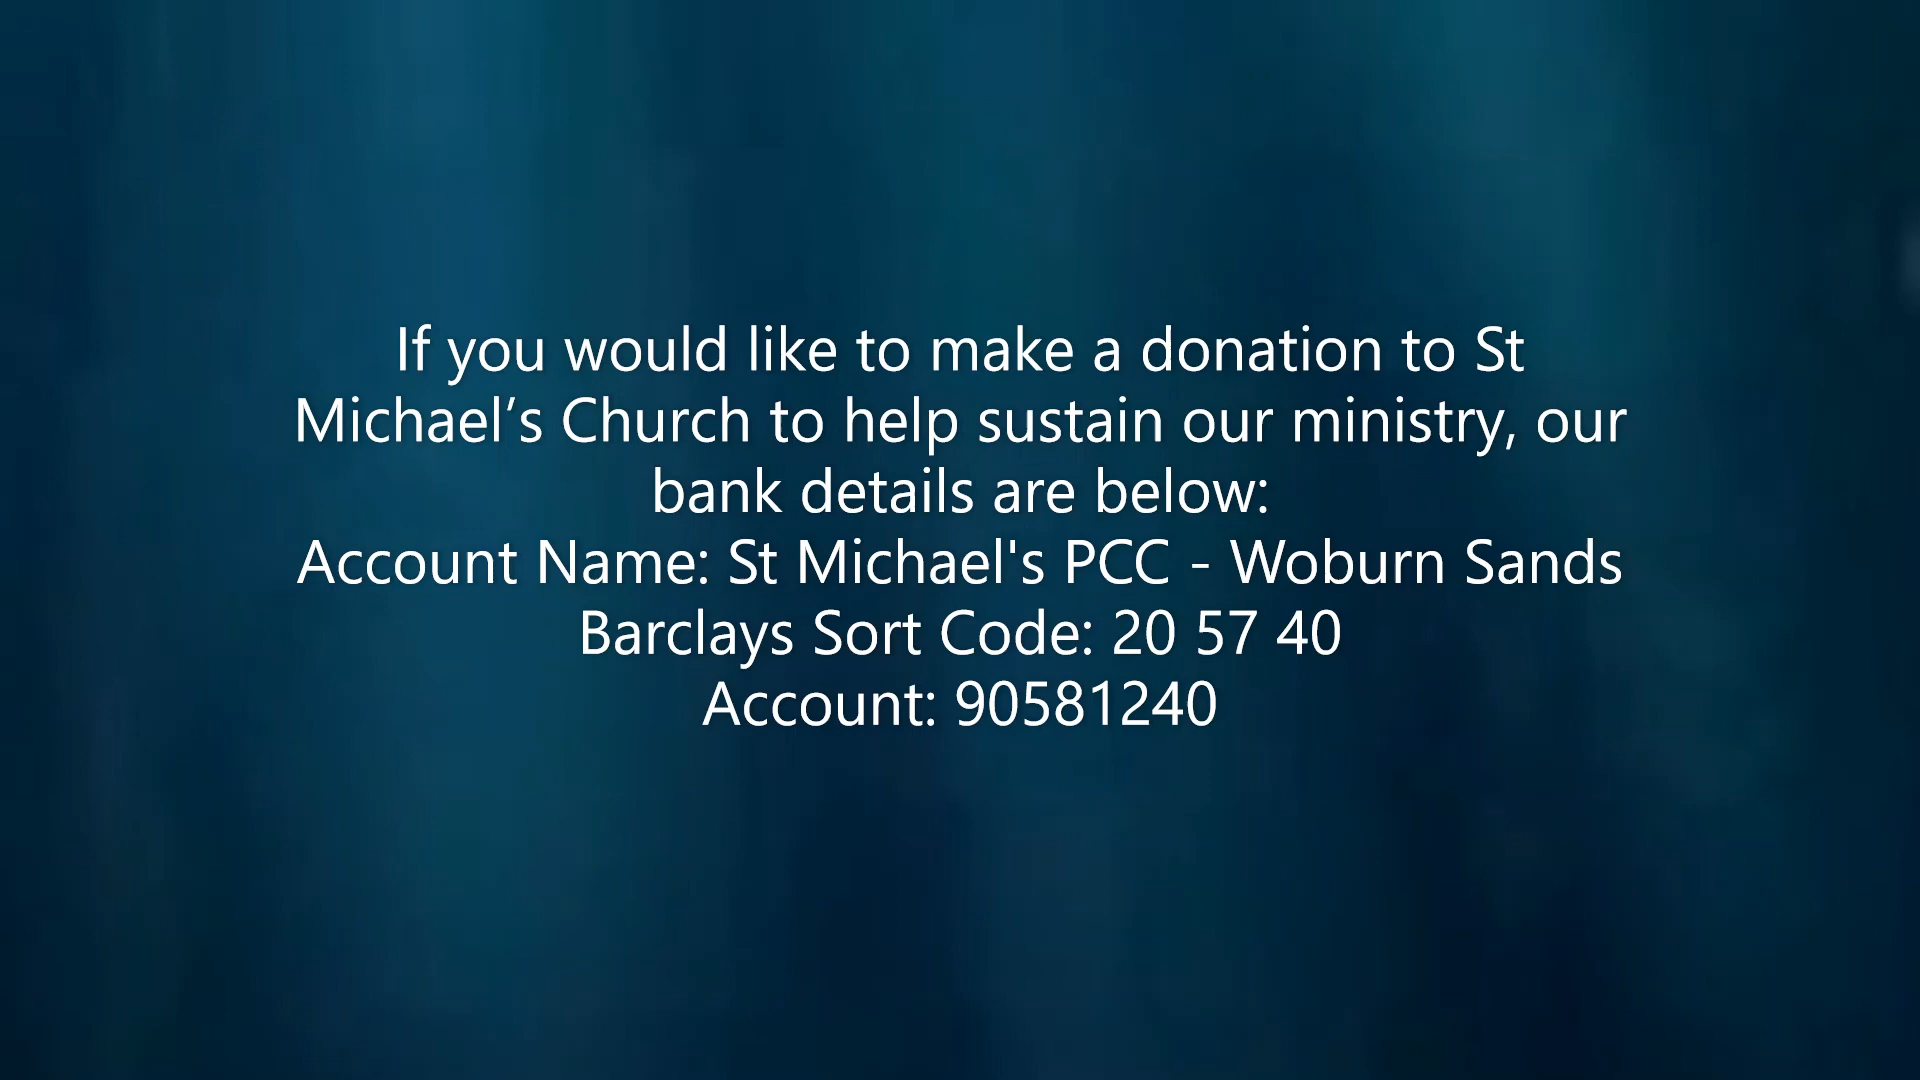 If you would like to make a donation to St
Michael’s Church to help sustain our ministry, our
bank details are below:
Account Name: St Michael's PCC - Woburn Sands
Barclays Sort Code: 20 57 40
Account: 90581240